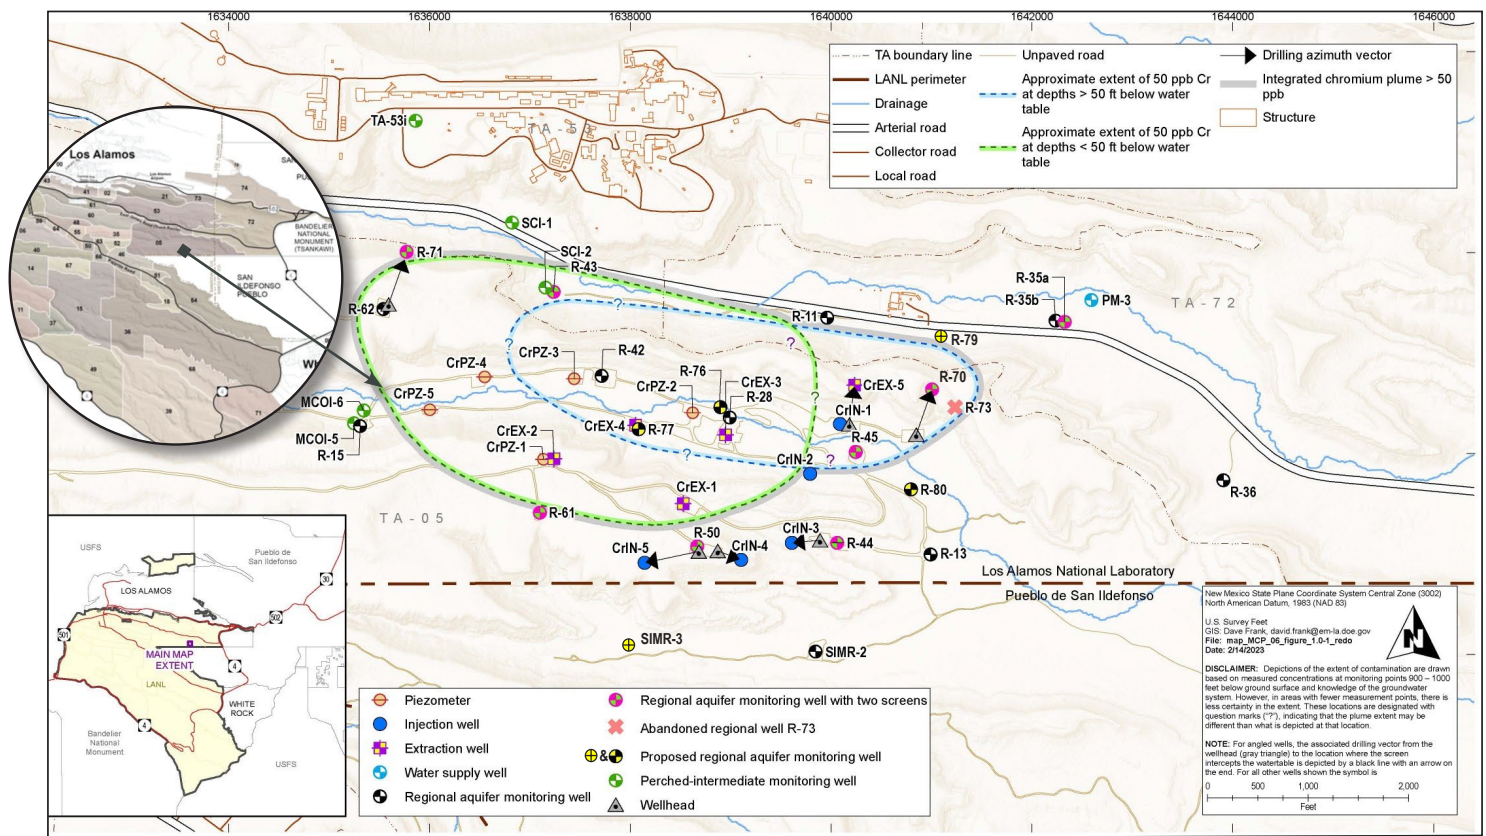 1634000 1636000 1638000 1640000 1642000 1644000 1646000
TA boundary line
LANL perimeter
Drainage
Arterial road
Collector road
Local road
Unpaved road
Approximate extent of 50 ppb Cr
at depths > 50 ft below water
table
Approximate extent of 50 ppb Cr
at depths < 50 ft below water
table
Drilling azimuth vector
Integrated chromium plume > 50
ppb
Structure
TA-53i
TA-53
Los Alamos
BANDELIER
NATIONAL
MONUMENT
(TSANKAWI)
SAN
ILDEFONSO
PUEBLO
SCI-1
SCI-2
R-43
R-71
R-62
R-35a
R-35b
PM-3
TA-72
R-11
R-79
R-42
CrPZ-3
CrPZ-4
R-76
CrEX-3
CrPZ-2
R-28
CrEX-5
R-70
R-73
CrPZ-5
MCOI-6
CrIN-1
MCOI-5
R-15
CrEX-4
R-77
R-45
CrEX-2
CrPZ-1
CrIN-2
CrEX-1
R-80
R-36
TA-05
R-61
R-50
CrIN-3
CrIN-5
CrIN-4
R-44
R-13
? ? ? ? ? ?
Los Alamos National Laboratory
Pueblo de San Ildefonso
SIMR-3
SIMR-2
USFS
Pueblo de
San Ildefonso
30
LOS ALAMOS
502
501
MAIN MAP
EXTENT
4
LANL
WHITE
ROCK
4
Bandelier
National
Monument
USFS
Piezometer
Injection well
Extraction well
Water supply well
Regional aquifer monitoring well
Regional aquifer monitoring well with two screens
Abandoned regional well R-73
& Proposed regional aquifer monitoring well
Perched-intermediate monitoring well
Wellhead
New Mexico State Plane Coordinate System Central Zone (3002)
North American Datum, 1983 (NAD 83)
U.S. Survey Feet
GIS: Dave Frank, david.frank@em-la.doe.gov
File: map_MCP_06_figure_1.0-1_redo
Date: 2/14/2023
N
DISCLAIMER: Depictions of the extent of contamination are drawn
based on measured concentrations at monitoring points 900 – 1000
feet below ground surface and knowledge of the groundwater
system. However, in areas with fewer measurement points, there is
less certainty in the extent. These locations are designated with
question marks ("?"), indicating that the plume extent may be
different than what is depicted at that location.
NOTE: For angled wells, the associated drilling vector from the
wellhead (gray triangle) to the location where the screen
intercepts the watertable is depicted by a black line with an arrow on
the end. For all other wells shown the symbol is
0 500 1,000 2,000
Feet